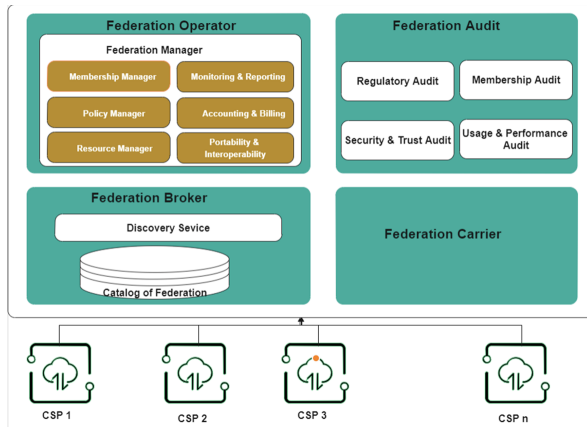 Federation Operator
Federation Manager
Membership Manager
Monitoring & Reporting
Policy Manager
Accounting & Billing
Resource Manager
Portability &
Interoperability
Federation Audit
Regulatory Audit
Membership Audit
Security & Trust Audit
Usage & Performance
Audit
Federation Broker
Discovery Sevice
Catalog of Federation
Federation Carrier
CSP 1
CSP 2
CSP 3
CSP n